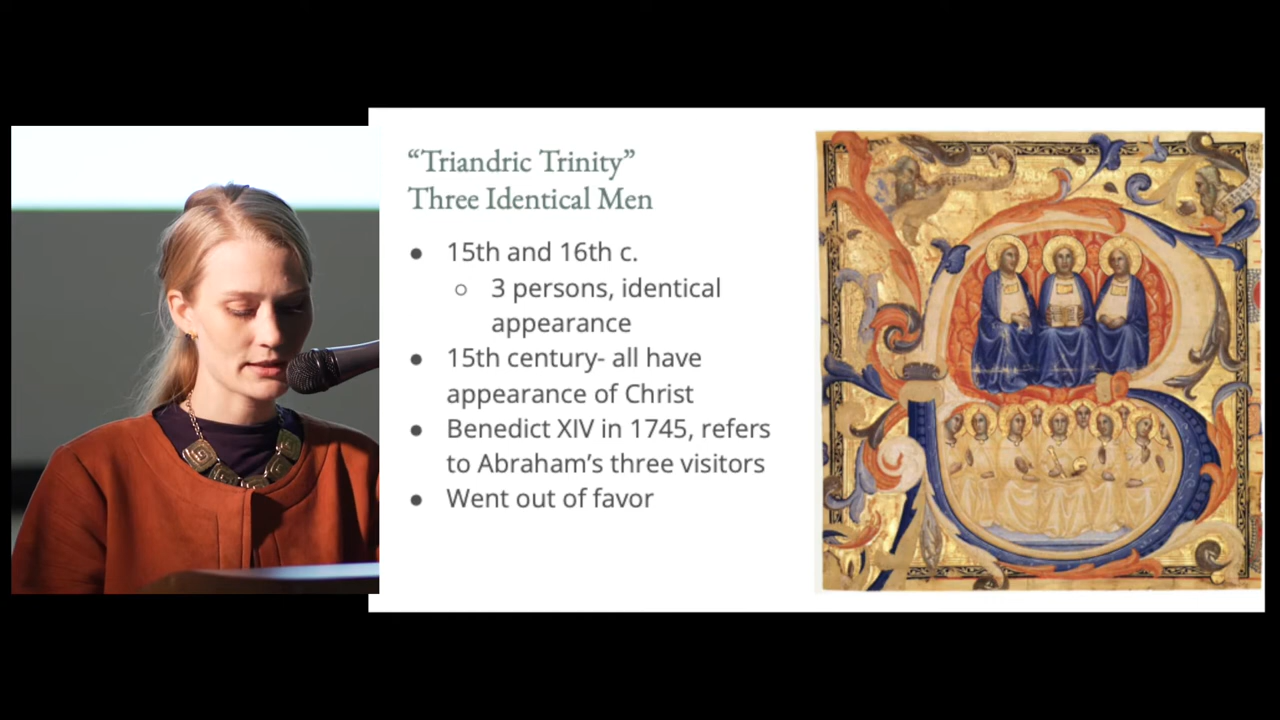 “Triandric Trinity”
Three Identical Men
● 15th and 16th c.
○ 3 persons, identical
appearance
● 15th century- all have
appearance of Christ
● Benedict XIV in 1745, refers
to Abraham’s three visitors
● Went out of favor